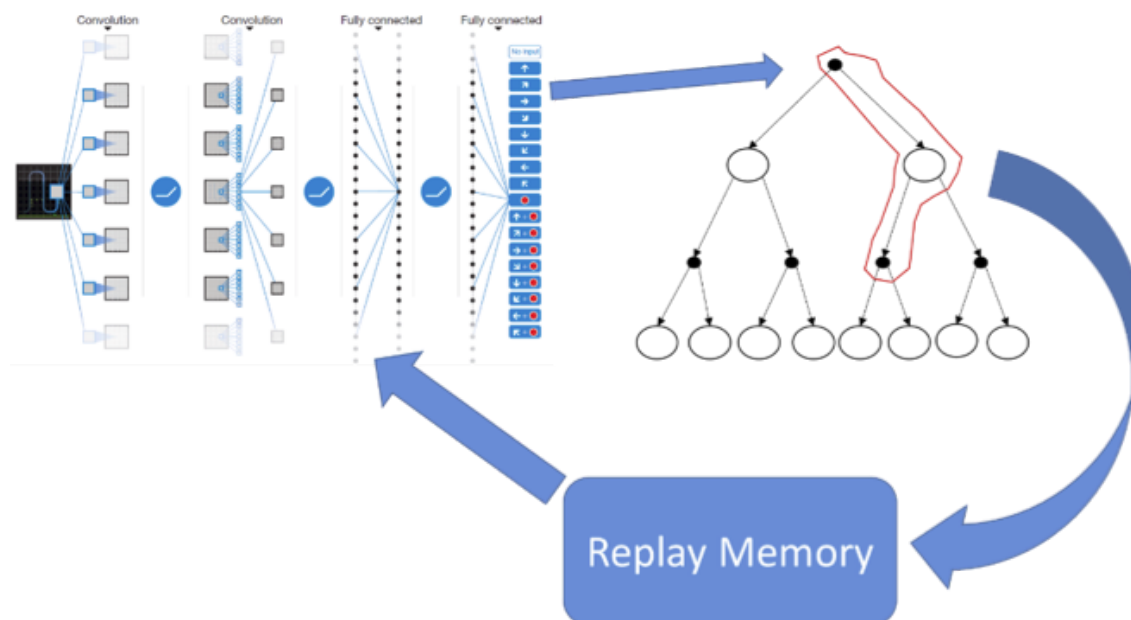 Convolution
Convolution
Fully connected
Fully connected
No input
Replay Memory